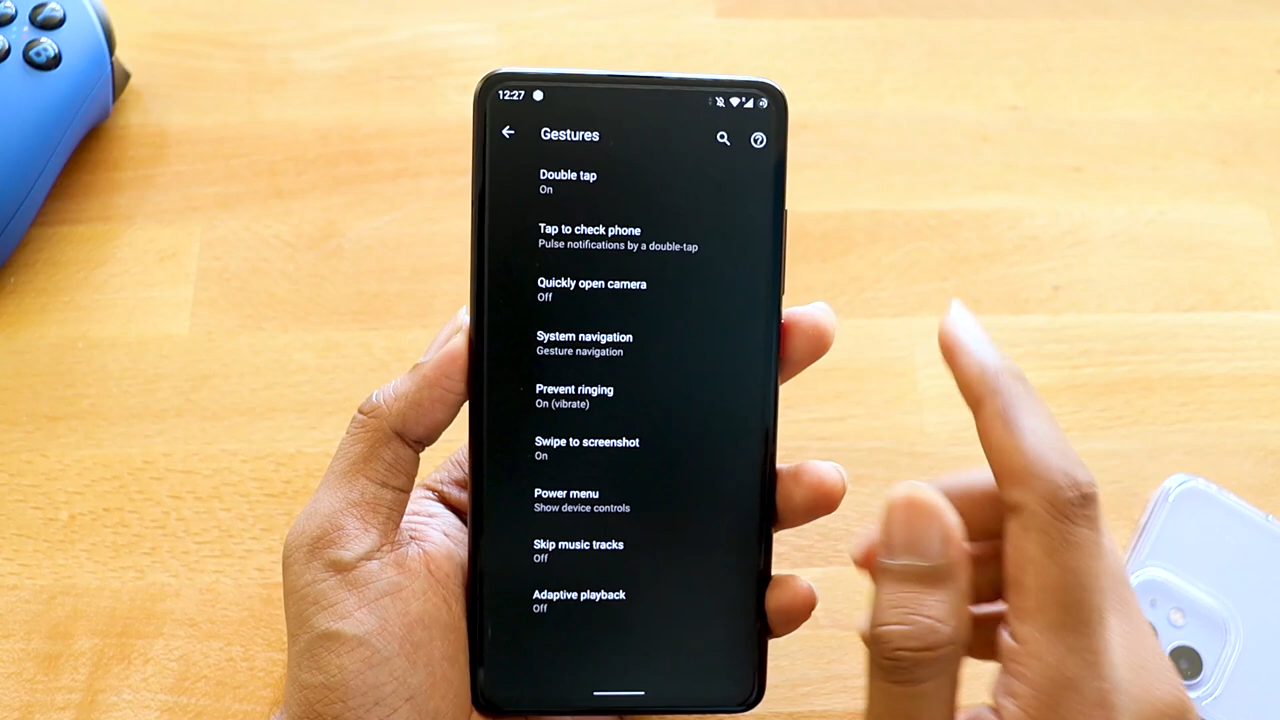 12:27
Gestures
Double tap
On
Tap to check phone
Pulse notifications by a double-tap
Quickly open camera
Off
System navigation
Gesture navigation
Prevent ringing
On (vibrate)
Swipe to screenshot
On
Power menu
Show device controls
Skip music tracks
Off
Adaptive playback
Off
B